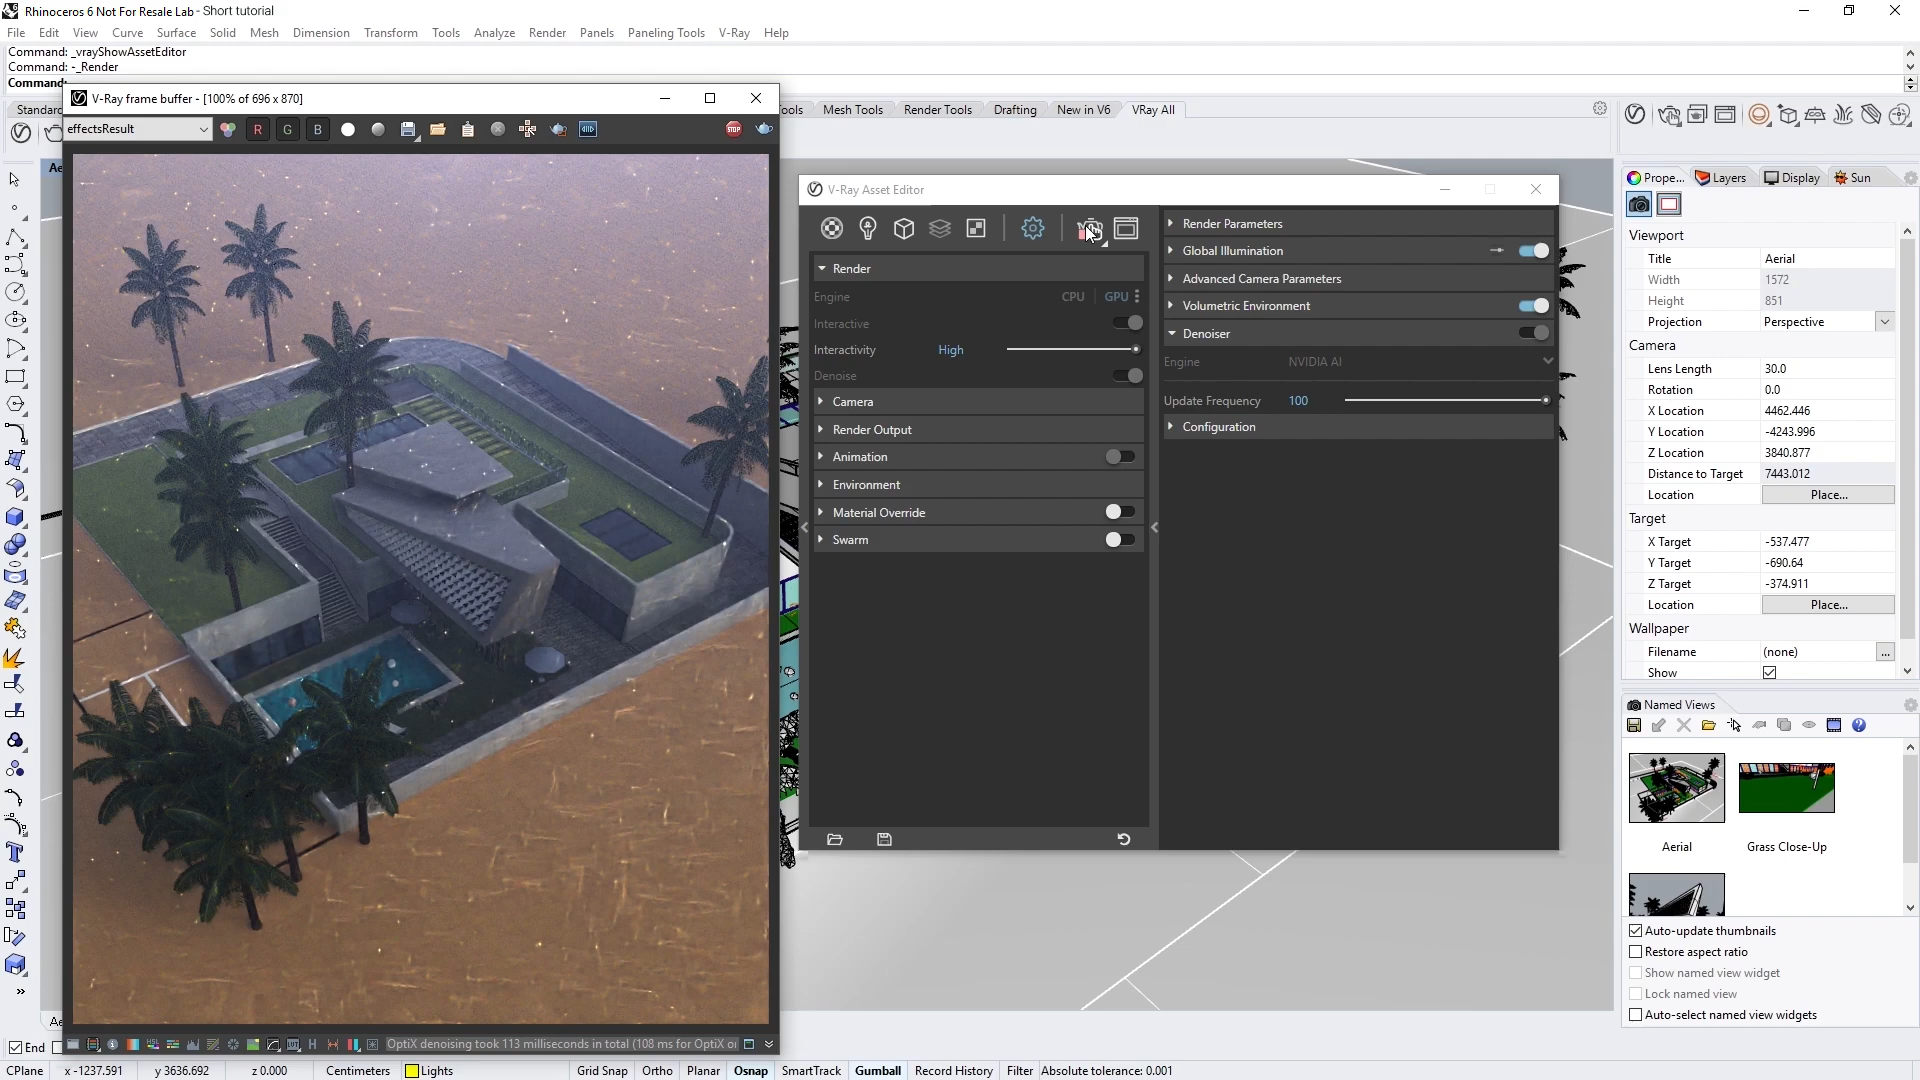 Rhinoceros 6 Not For Resale Lab - Short tutorial
File Edit View Curve Surface Solid Mesh Dimension Transform Tools Analyze Render Panels Paneling Tools V-Ray Help
Command: _vrayShowAssetEditor
Command: -_Render
Command:
Standard
ools Mesh Tools Render Tools Drafting New in V6 VRay All
V-Ray frame buffer - [100% of 696 x 870]
effectsResult
R G B
STOP
OptiX denoising took 113 milliseconds in total (108 ms for OptiX or
V-Ray Asset Editor
Render
Engine CPU GPU
Interactive
Interactivity High
Denoise
Camera
Render Output
Animation
Environment
Material Override
Swarm
Render Parameters
Global Illumination
Advanced Camera Parameters
Volumetric Environment
Denoiser
Engine NVIDIA AI
Update Frequency 100
Configuration
Prope... Layers Display Sun
Viewport
Title Aerial
Width 1572
Height 851
Projection Perspective
Camera
Lens Length 30.0
Rotation 0.0
X Location 4462.446
Y Location -4243.996
Z Location 3840.877
Distance to Target 7443.012
Location Place...
Target
X Target -537.477
Y Target -690.64
Z Target -374.911
Location Place...
Wallpaper
Filename (none) ...
Show
Named Views
Aerial Grass Close-Up
Auto-update thumbnails
Restore aspect ratio
Show named view widget
Lock named view
Auto-select named view widgets
End
CPlane x -1237.591 y 3636.692 z 0.000 Centimeters Lights Grid Snap Ortho Planar Osnap SmartTrack Gumball Record History Filter Absolute tolerance: 0.001